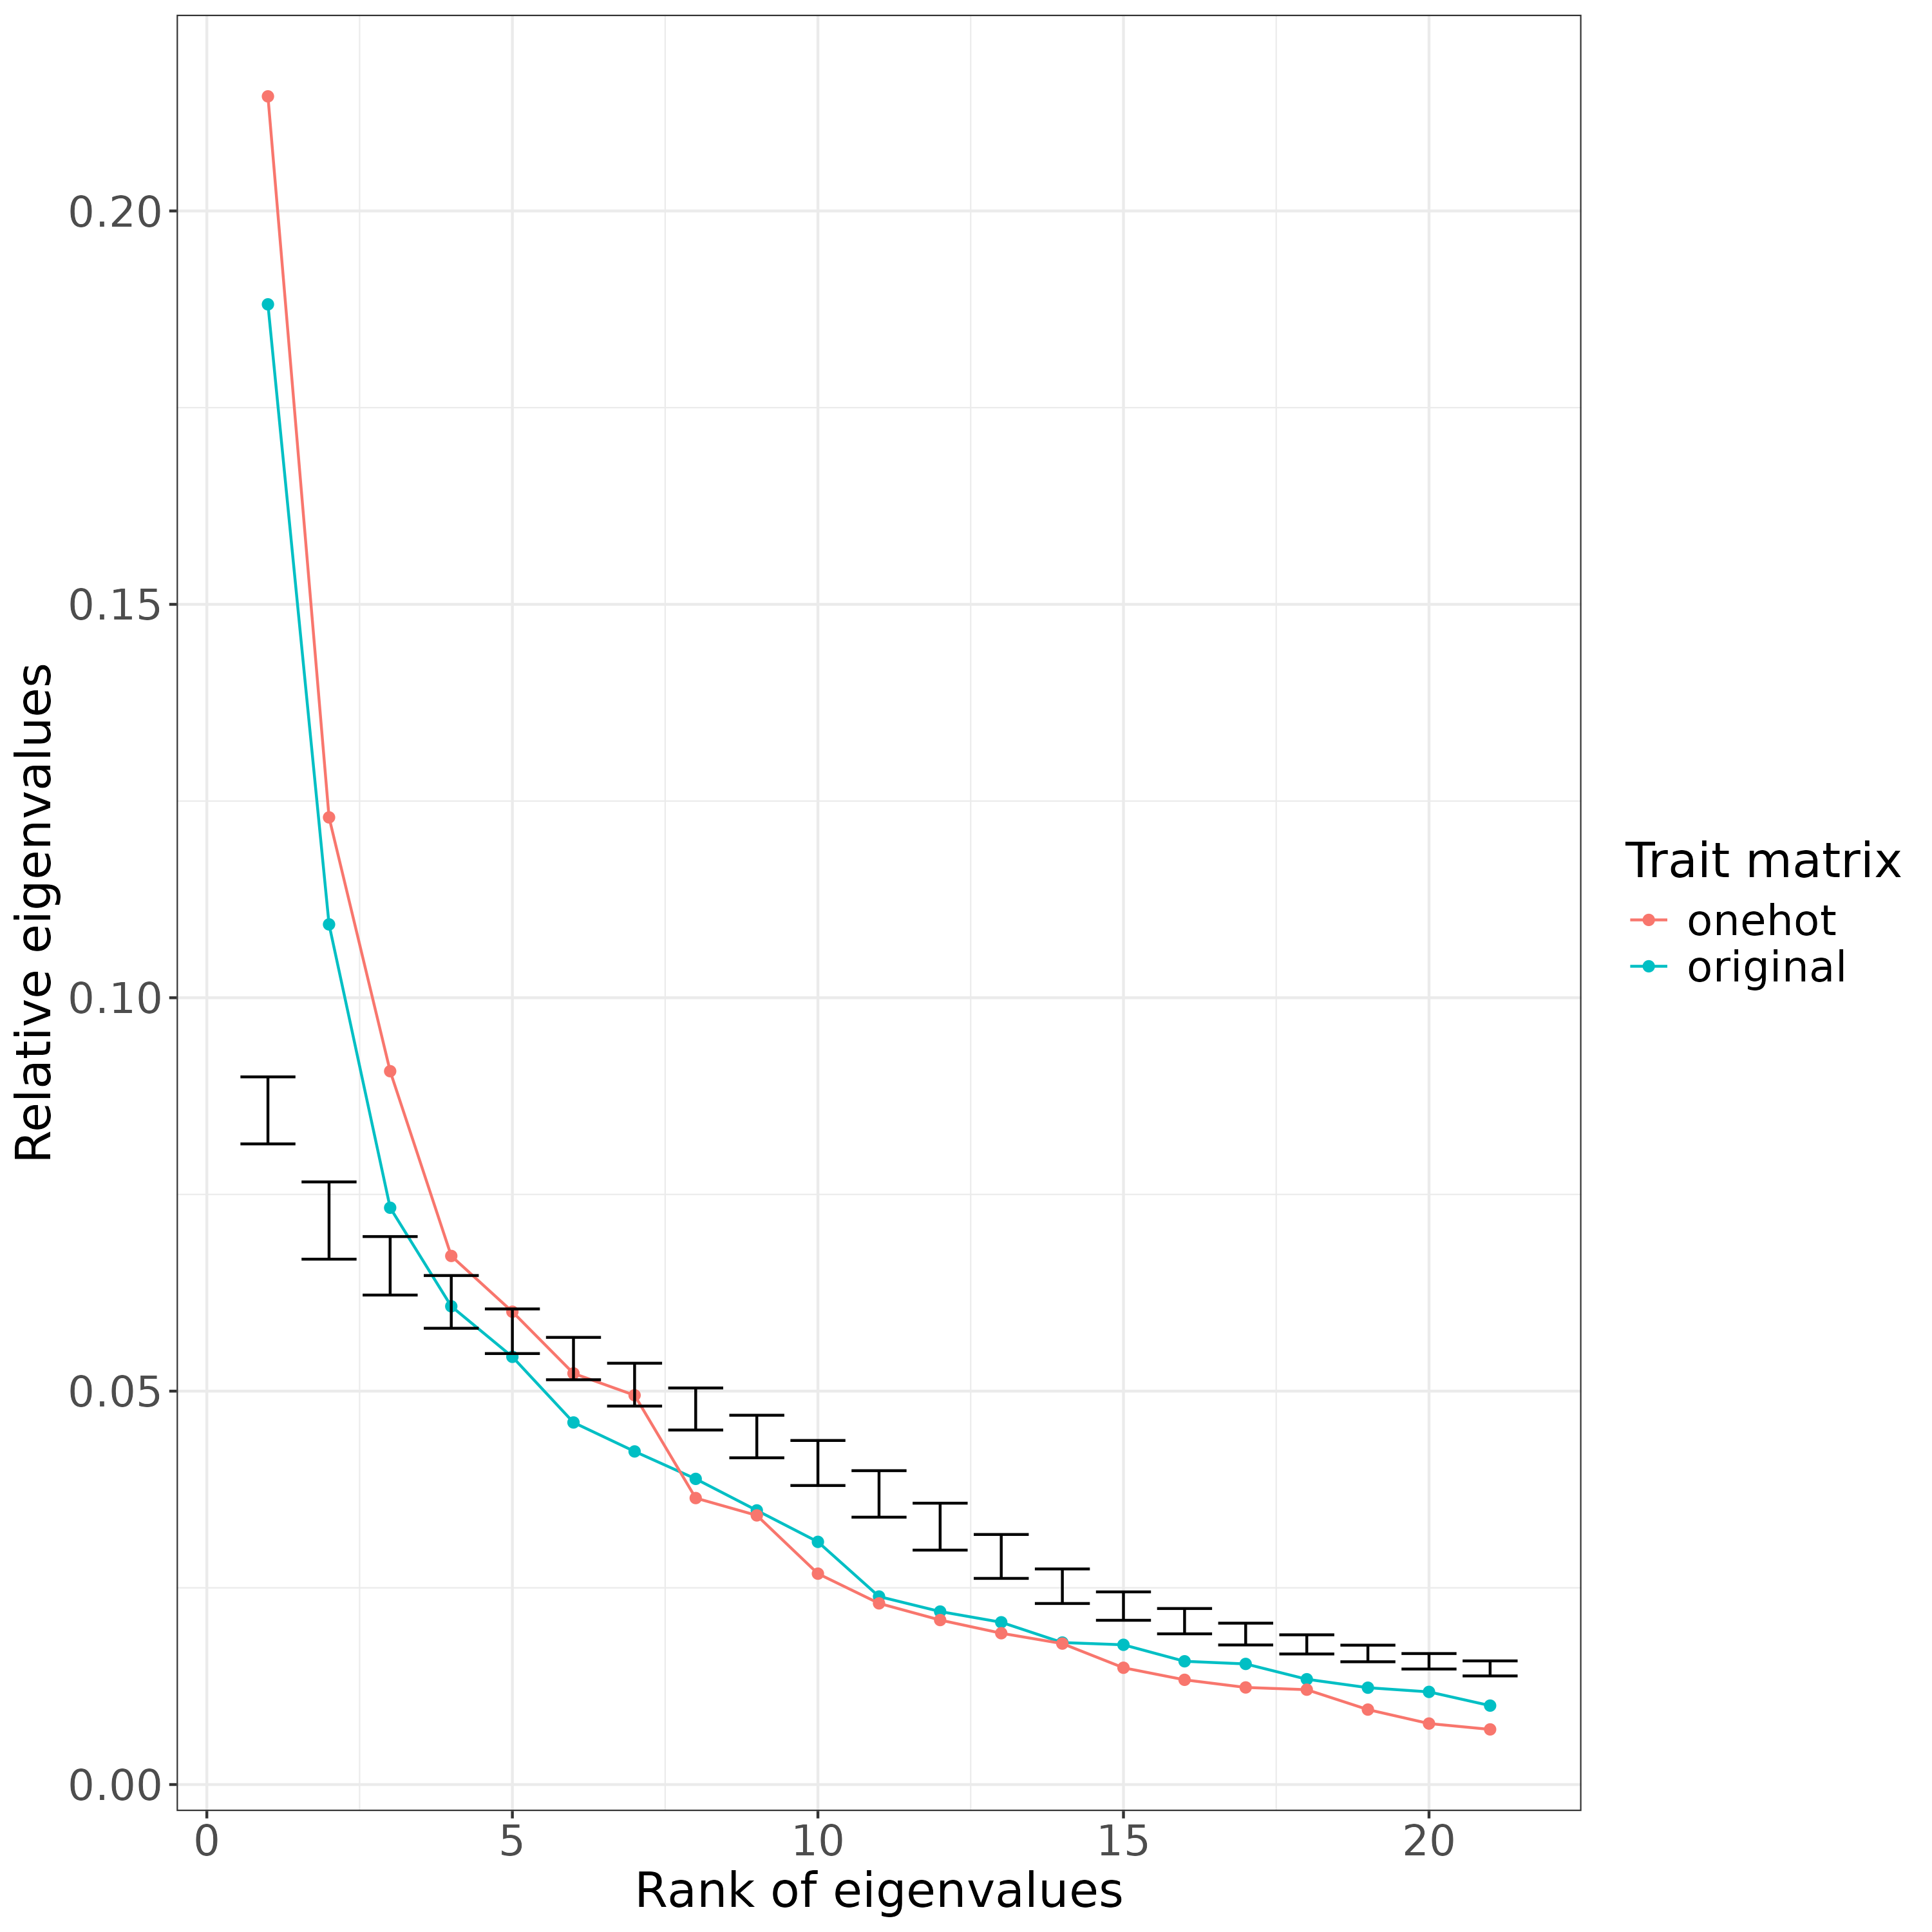 Relative eigenvalues
0.20
0.15
0.10
0.05
0.00
0 5 10 15 20
Rank of eigenvalues
Trait matrix
onehot
original